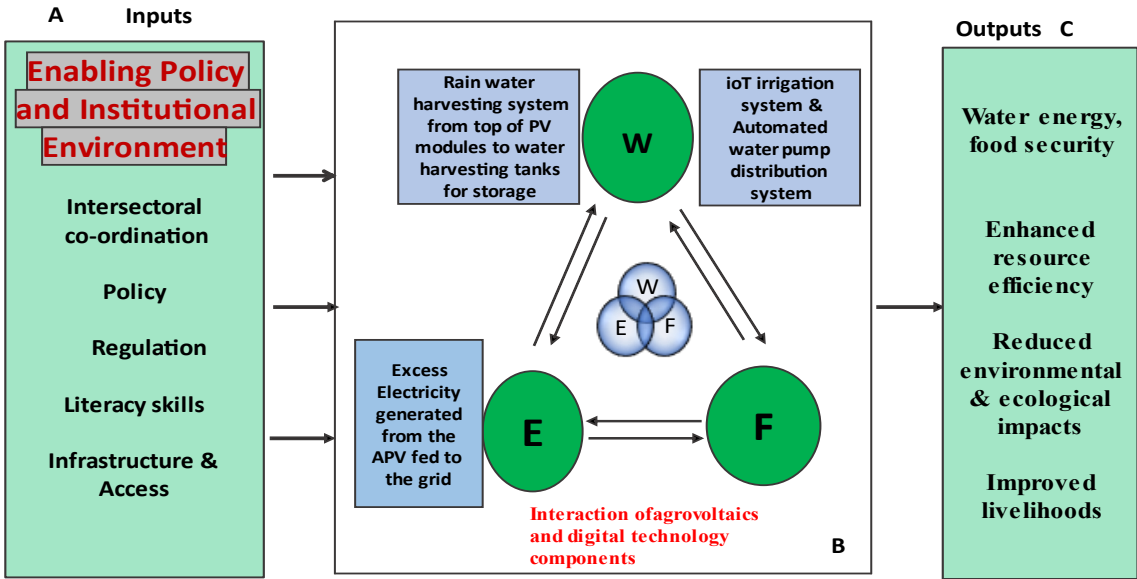 A Inputs
Enabling Policy
and Institutional
Environment
Intersectoral
co-ordination
Policy
Regulation
Literacy skills
Infrastructure &
Access
Rain water
harvesting system
from top of PV
modules to water
harvesting tanks
for storage
W
ioT irrigation
system &
Automated
water pump
distribution
system
W
E F
Excess
Electricity
generated
from the
APV fed to
the grid
E
F
Interaction ofagrovoltaics
and digital technology
components
B
Outputs C
Water energy,
food security
Enhanced
resource
efficiency
Reduced
environmental
& ecological
impacts
Improved
livelihoods